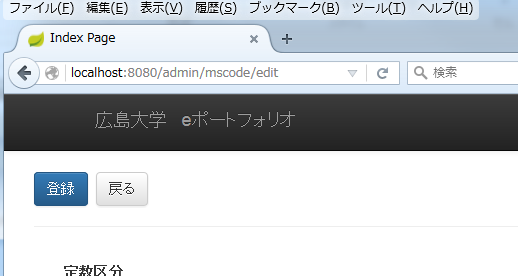 ファイル(F) 編集(E) 表示(V) 履歴(S) ブックマーク(B) ツール(T) ヘルプ(H)
Index Page
localhost:8080/admin/mscode/edit 検索
広島大学 eポートフォリオ
登録 戻る
定数区分